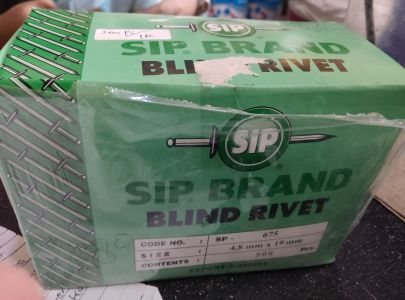 SIP
SIP BRAND
BLIND RIVET
SIP
®
SIP BRAND
BLIND RIVET
CODE NO. : SP - 675
SIZE : 4,8 mm x 19 mm
CONTENTS : 500 Pcs.